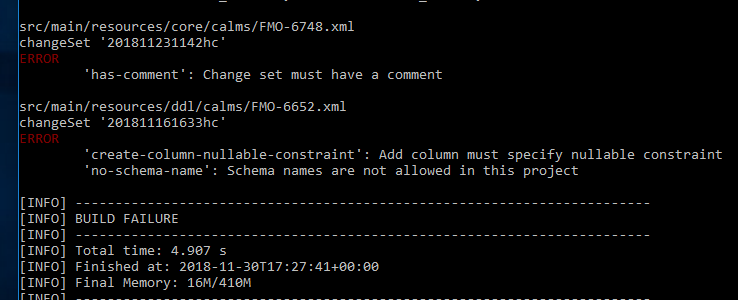 src/main/resources/core/calms/FMO-6748.xml
changeSet '201811231142hc'
ERROR
'has-comment': Change set must have a comment
src/main/resources/ddl/calms/FMO-6652.xml
changeSet '201811161633hc'
ERROR
'create-column-nullable-constraint': Add column must specify nullable constraint
'no-schema-name': Schema names are not allowed in this project
[INFO] ------------------------------------------------------------------------
[INFO] BUILD FAILURE
[INFO] ------------------------------------------------------------------------
[INFO] Total time: 4.907 s
[INFO] Finished at: 2018-11-30T17:27:41+00:00
[INFO] Final Memory: 16M/410M
[INFO] ------------------------------------------------------------------------